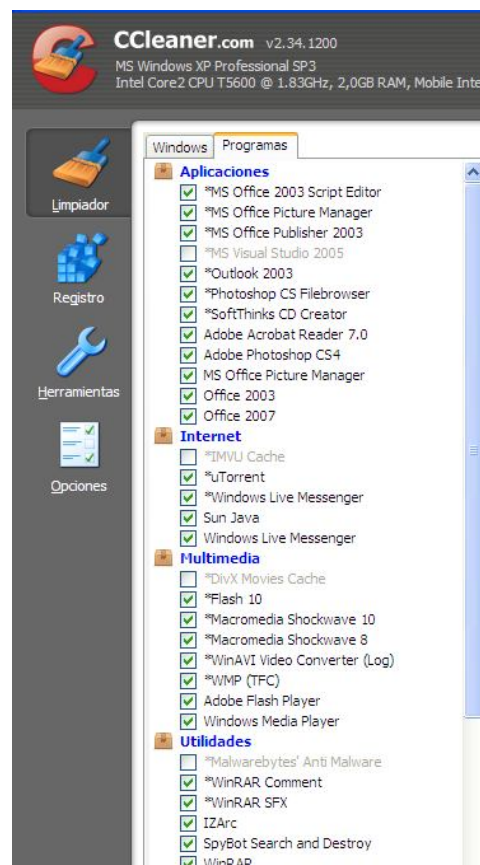 CCleaner.com v2.34.1200
MS Windows XP Professional SP3
Intel Core2 CPU T5600 @ 1.83GHz, 2,0GB RAM, Mobile Inte
Limpiador
Registro
Herramientas
Opciones
Windows Programas
Aplicaciones
*MS Office 2003 Script Editor
*MS Office Picture Manager
*MS Office Publisher 2003
*MS Visual Studio 2005
*Outlook 2003
*Photoshop CS Filebrowser
*SoftThinks CD Creator
Adobe Acrobat Reader 7.0
Adobe Photoshop CS4
MS Office Picture Manager
Office 2003
Office 2007
Internet
*IMVU Cache
*uTorrent
*Windows Live Messenger
Sun Java
Windows Live Messenger
Multimedia
*DivX Movies Cache
*Flash 10
*Macromedia Shockwave 10
*Macromedia Shockwave 8
*WinAVI Video Converter (Log)
*WMP (TFC)
Adobe Flash Player
Windows Media Player
Utilidades
*Malwarebytes' Anti Malware
*WinRAR Comment
*WinRAR SFX
IZArc
SpyBot Search and Destroy
WinRAR